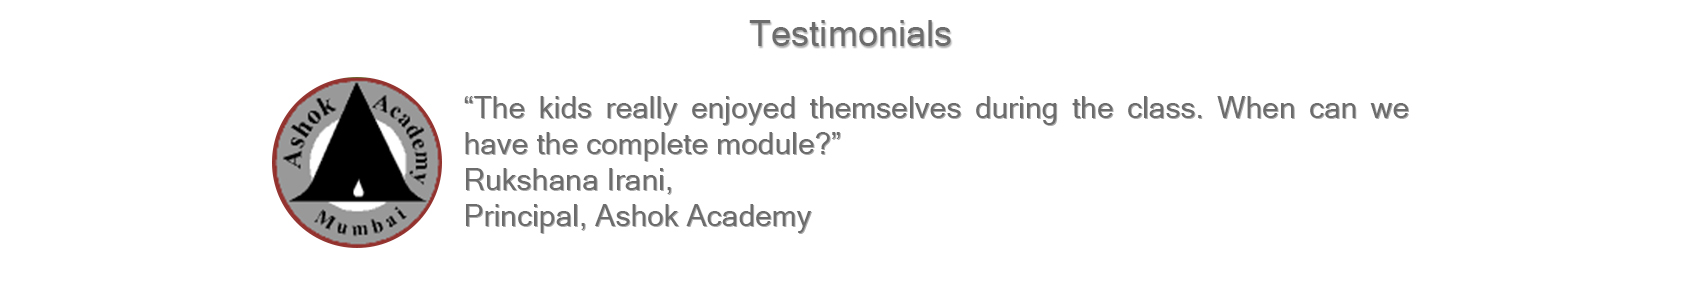 Testimonials
Ashok Academy
Mumbai
“The kids really enjoyed themselves during the class. When can we
have the complete module?”
Rukshana Irani,
Principal, Ashok Academy